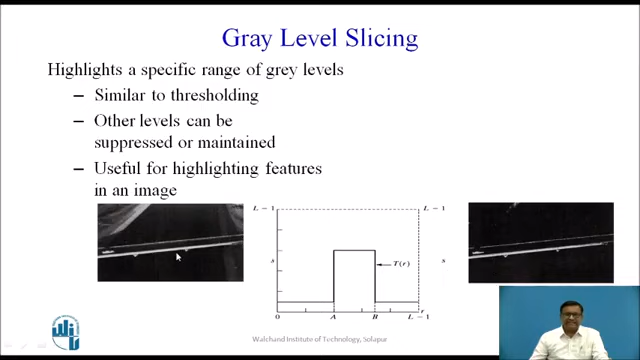 Gray Level Slicing
Highlights a specific range of grey levels
– Similar to thresholding
– Other levels can be
suppressed or maintained
– Useful for highlighting features
in an image
L − 1
L − 1
L − 1
s
T(r)
s
r
0
A
B
L − 1
Walchand Institute of Technology, Solapur